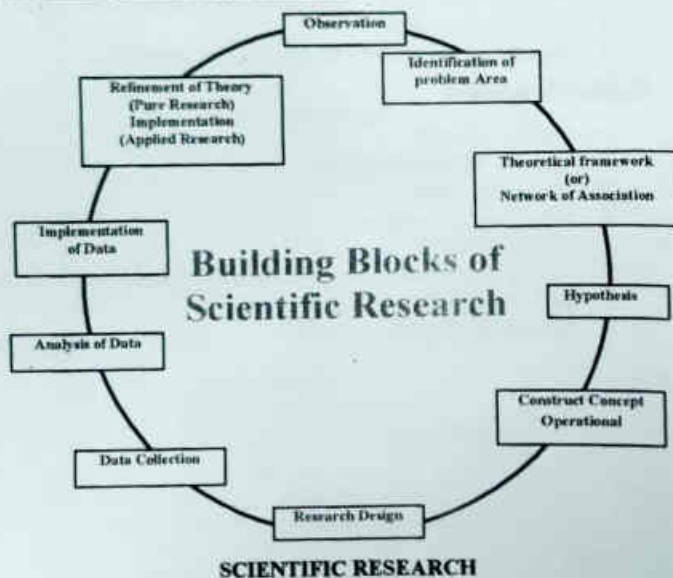 Observation
Identification of
problem Area
Theoretical framework
(or)
Network of Association
Hypothesis
Construct Concept
Operational
Research Design
Data Collection
Analysis of Data
Implementation
of Data
Refinement of Theory
(Pure Research)
Implementation
(Applied Research)
Building Blocks of
Scientific Research
SCIENTIFIC RESEARCH